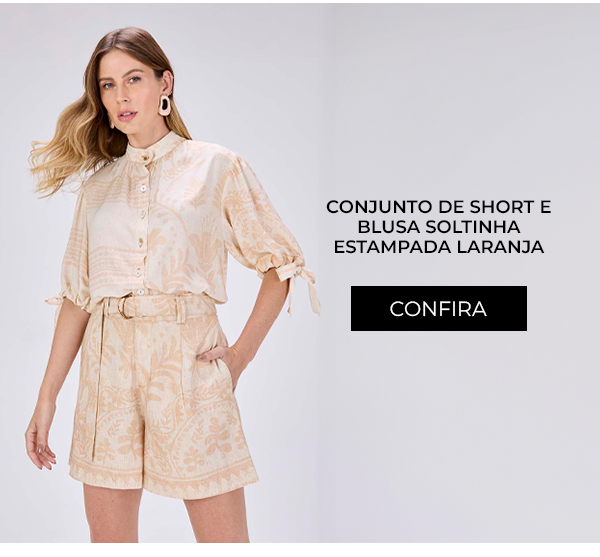 CONJUNTO DE SHORT E
BLUSA SOLTINHA
ESTAMPADA LARANJA
CONFIRA